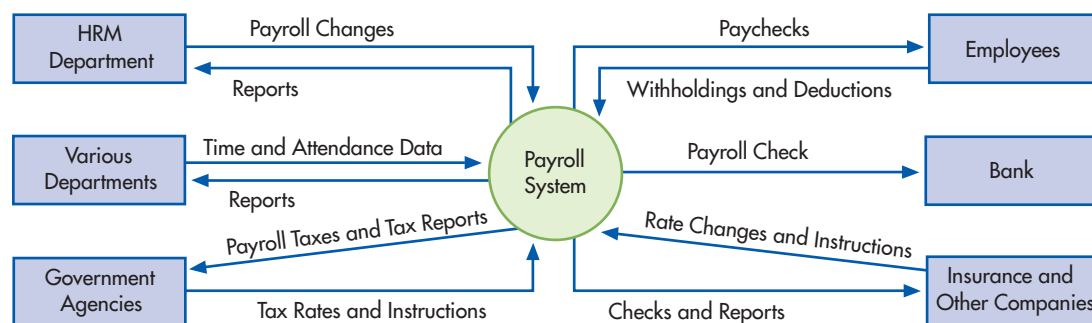 HRM
Department
Payroll Changes
Reports
Paychecks
Employees
Withholdings and Deductions
Various
Departments
Time and Attendance Data
Reports
Payroll
System
Payroll Check
Bank
Payroll Taxes and Tax Reports
Rate Changes and Instructions
Government
Agencies
Tax Rates and Instructions
Checks and Reports
Insurance and
Other Companies